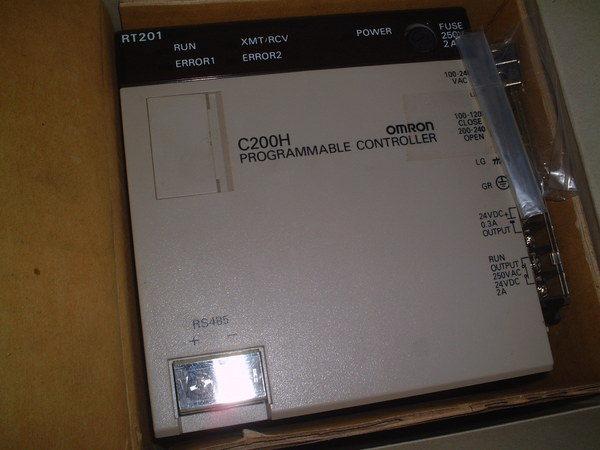 RT201
RUN XMT/RCV POWER
ERROR1 ERROR2
FUSE
250V
2A
100-240
VAC
100-120
CLOSE
200-240
OPEN
OMRON
C200H
PROGRAMMABLE CONTROLLER
LG
GR
24VDC +
0.3A
OUTPUT -
RUN
OUTPUT
250VAC
24VDC
2A
RS485
+ -